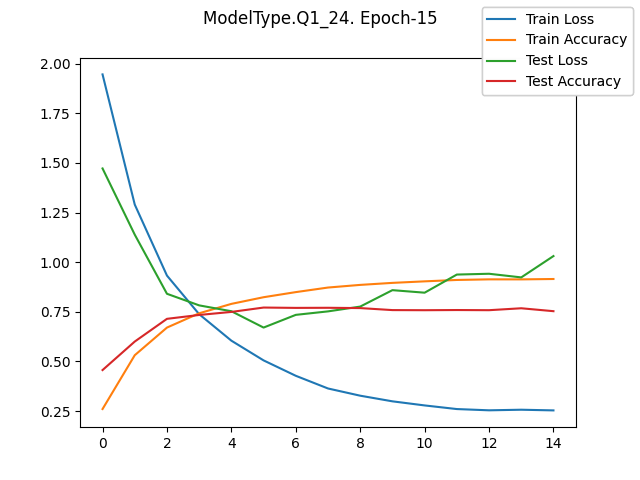 ModelType.Q1_24. Epoch-15
Train Loss
Train Accuracy
Test Loss
Test Accuracy
2.00
1.75
1.50
1.25
1.00
0.75
0.50
0.25
0 2 4 6 8 10 12 14